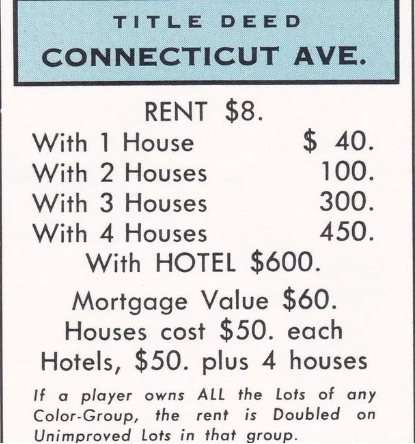 TITLE DEED
CONNECTICUT AVE.
RENT $8.
With 1 House $ 40.
With 2 Houses 100.
With 3 Houses 300.
With 4 Houses 450.
With HOTEL $600.
Mortgage Value $60.
Houses cost $50. each
Hotels, $50. plus 4 houses
If a player owns ALL the Lots of any
Color-Group, the rent is Doubled on
Unimproved Lots in that group.